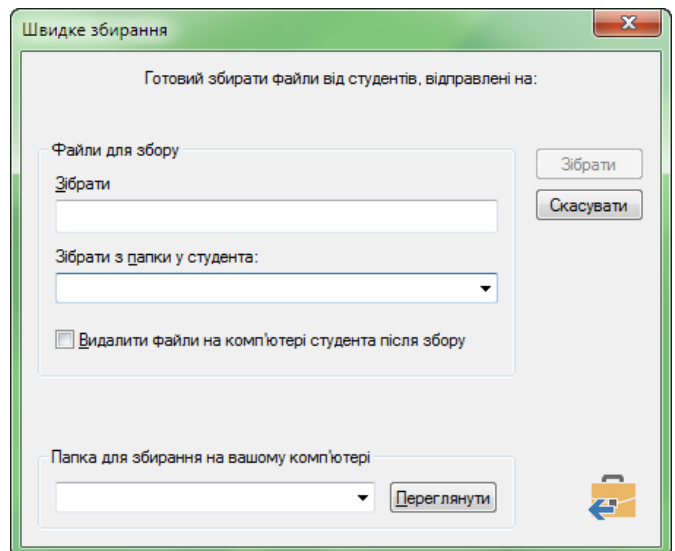 Швидке збирання
Готовий збирати файли від студентів, відправлені на:
Файли для збору
Зібрати
Зібрати
Скасувати
Зібрати з папки у студента:
Видалити файли на комп'ютері студента після збору
Папка для збирання на вашому комп'ютері
Переглянути